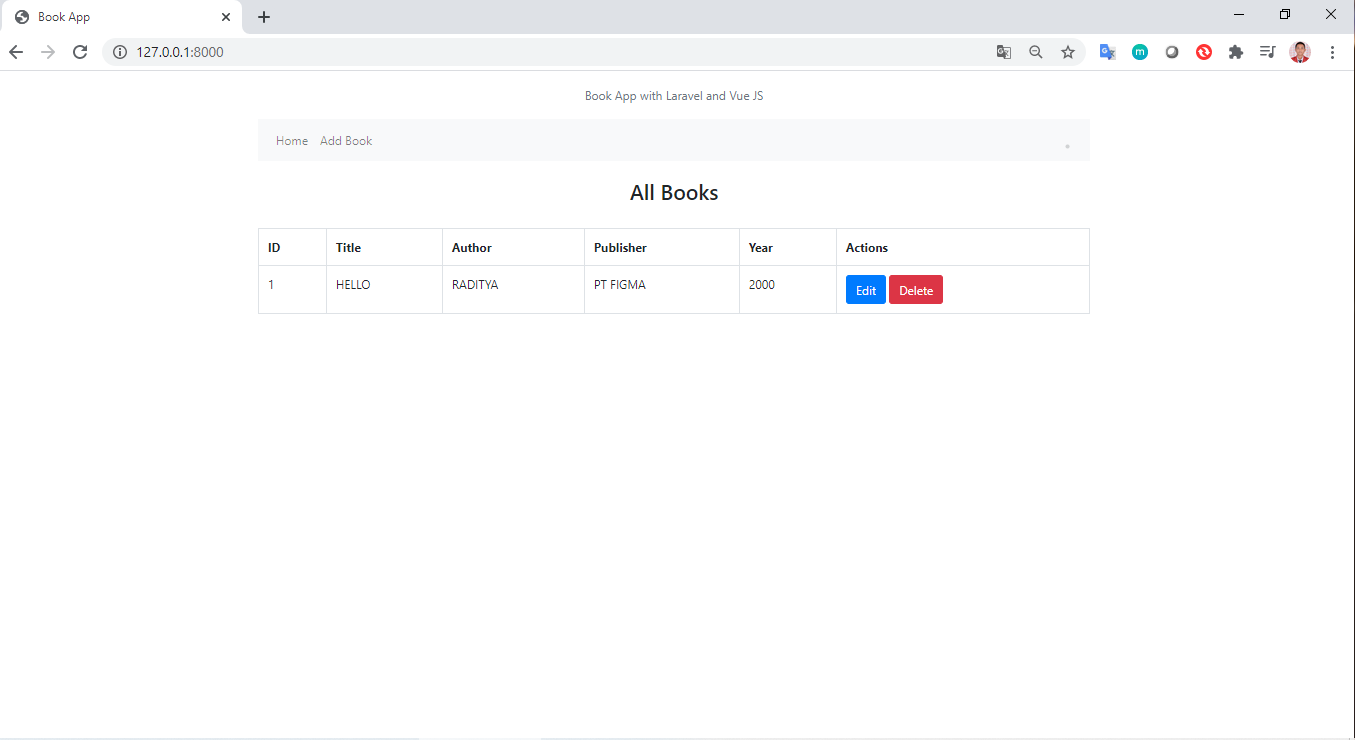 Book App
127.0.0.1:8000
m
Book App with Laravel and Vue JS
Home Add Book
All Books
ID Title Author Publisher Year Actions
1 HELLO RADITYA PT FIGMA 2000 Edit Delete